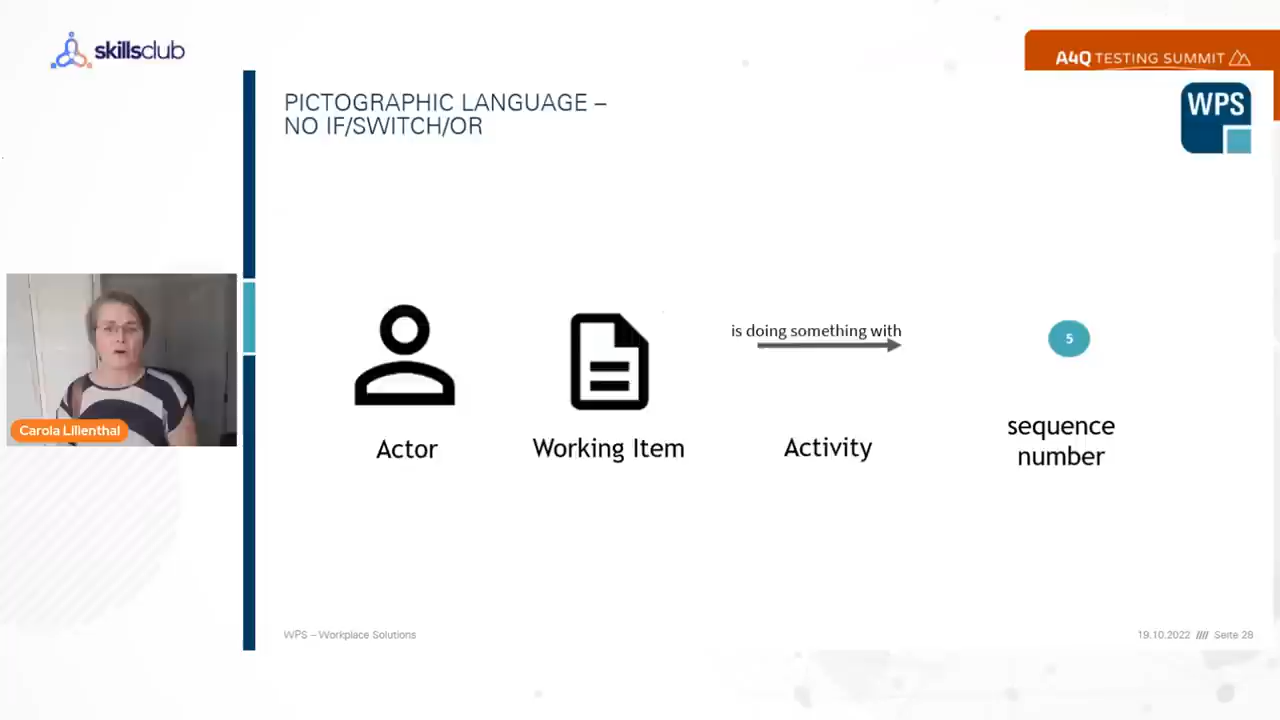 skillsclub
A4Q TESTING SUMMIT
PICTOGRAPHIC LANGUAGE –
NO IF/SWITCH/OR
WPS
is doing something with
5
Actor
Working Item
Activity
sequence
number
Carola Lilienthal
WPS – Workplace Solutions
19.10.2022 //// Seite 28